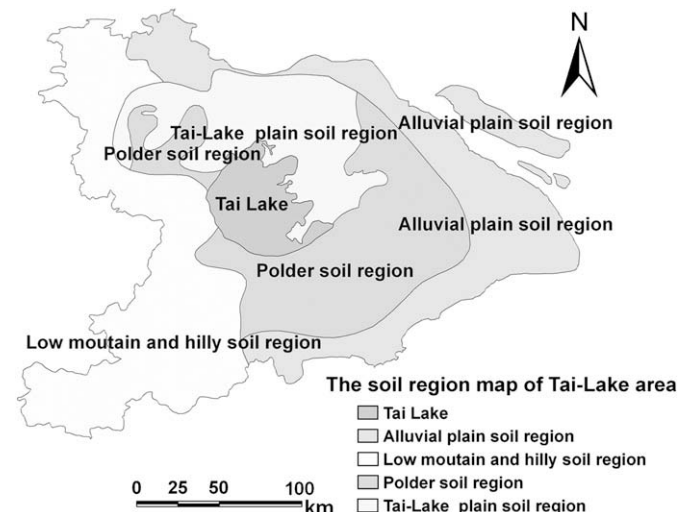 N
Alluvial plain soil region
Tai-Lake plain soil region
Polder soil region
Tai Lake
Alluvial plain soil region
Polder soil region
Low moutain and hilly soil region
The soil region map of Tai-Lake area
Tai Lake
Alluvial plain soil region
Low moutain and hilly soil region
Polder soil region
Tai-Lake plain soil region
0 25 50 100
km